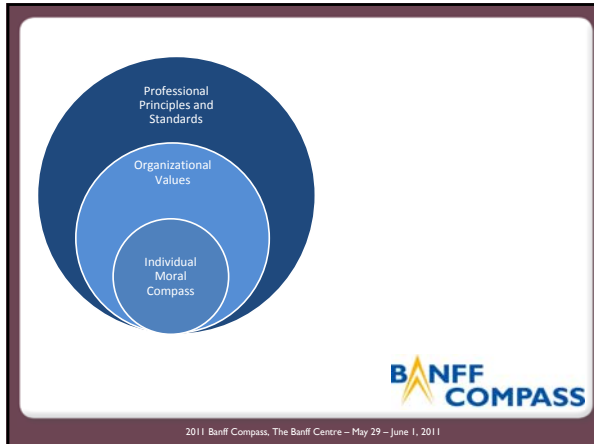 Professional
Principles and
Standards
Organizational
Values
Individual
Moral
Compass
BANFF
COMPASS
2011 Banff Compass, The Banff Centre – May 29 – June 1, 2011